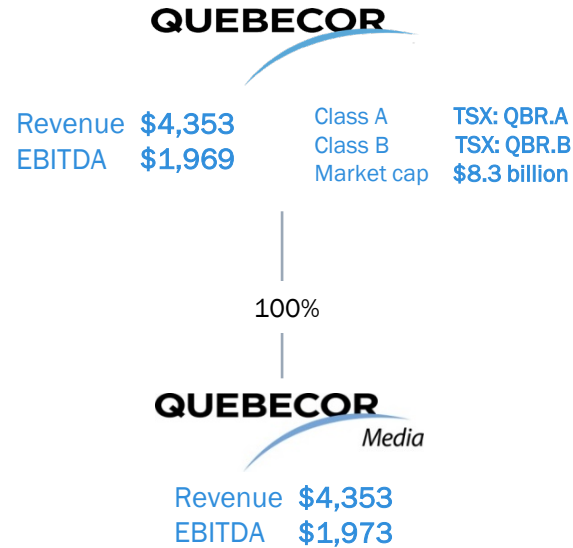 QUEBECOR
Revenue $4,353
EBITDA $1,969
Class A TSX: QBR.A
Class B TSX: QBR.B
Market cap $8.3 billion
100%
QUEBECOR
Media
Revenue $4,353
EBITDA $1,973